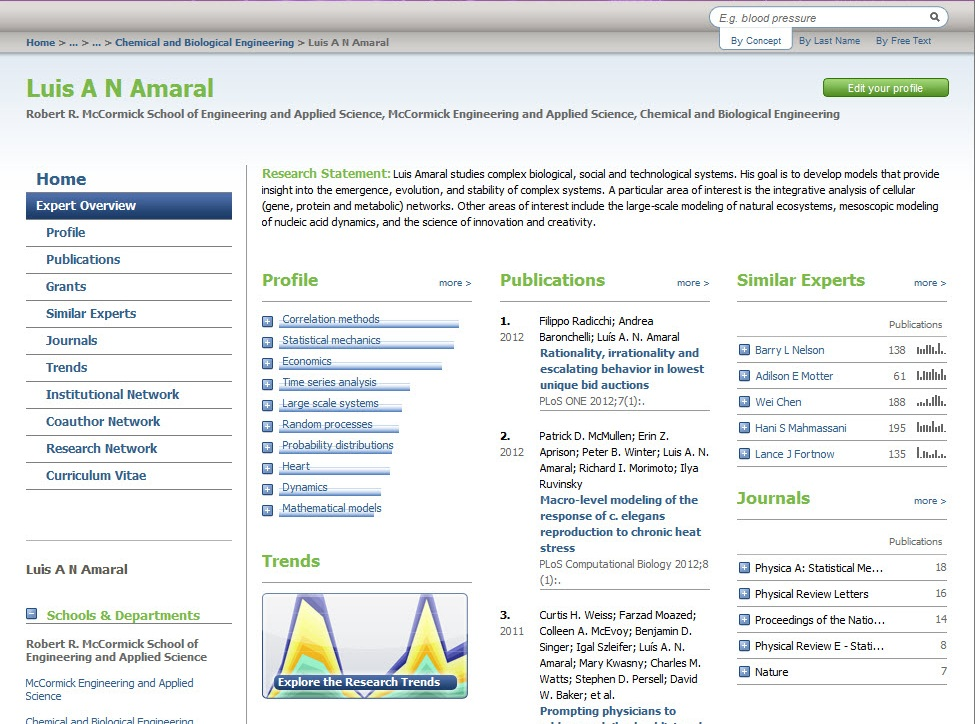 E.g. blood pressure
Home > ... > ... > Chemical and Biological Engineering > Luis A N Amaral
By Concept By Last Name By Free Text
Luis A N Amaral
Edit your profile
Robert R. McCormick School of Engineering and Applied Science, McCormick Engineering and Applied Science, Chemical and Biological Engineering
Home
Expert Overview
Profile
Publications
Grants
Similar Experts
Journals
Trends
Institutional Network
Coauthor Network
Research Network
Curriculum Vitae
Luis A N Amaral
Schools & Departments
Robert R. McCormick School of
Engineering and Applied Science
McCormick Engineering and Applied
Science
Chemical and Biological Engineering
Research Statement: Luis Amaral studies complex biological, social and technological systems. His goal is to develop models that provide
insight into the emergence, evolution, and stability of complex systems. A particular area of interest is the integrative analysis of cellular
(gene, protein and metabolic) networks. Other areas of interest include the large-scale modeling of natural ecosystems, mesoscopic modeling
of nucleic acid dynamics, and the science of innovation and creativity.
Profile more >
Correlation methods
Statistical mechanics
Economics
Time series analysis
Large scale systems
Random processes
Probability distributions
Heart
Dynamics
Mathematical models
Trends
Explore the Research Trends
Publications more >
1. Filippo Radicchi; Andrea
2012 Baronchelli; Luís A. N. Amaral
Rationality, irrationality and
escalating behavior in lowest
unique bid auctions
PLoS ONE 2012;7(1):.
2. Patrick D. McMullen; Erin Z.
2012 Aprison; Peter B. Winter; Luis A. N.
Amaral; Richard I. Morimoto; Ilya
Ruvinsky
Macro-level modeling of the
response of c. elegans
reproduction to chronic heat
stress
PLoS Computational Biology 2012;8
(1):.
3. Curtis H. Weiss; Farzad Moazed;
2011 Colleen A. McEvoy; Benjamin D.
Singer; Igal Szleifer; Luís A. N.
Amaral; Mary Kwasny; Charles M.
Watts; Stephen D. Persell; David
W. Baker; et al.
Prompting physicians to
Similar Experts more >
Publications
Barry L Nelson 138
Adilson E Motter 61
Wei Chen 188
Hani S Mahmassani 195
Lance J Fortnow 135
Journals more >
Publications
Physica A: Statistical Me... 18
Physical Review Letters 16
Proceedings of the Natio... 14
Physical Review E - Stati... 8
Nature 7